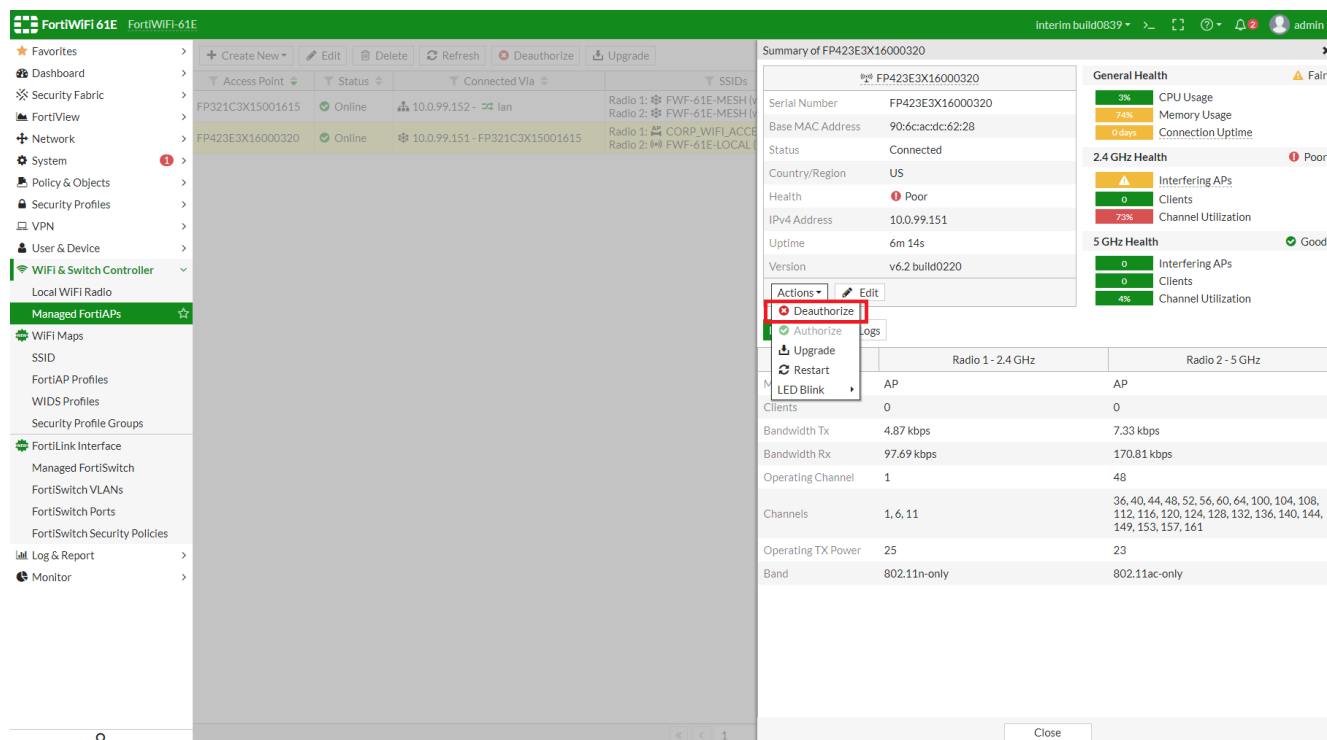 FortiWiFi 61E FortiWiFi-61E
interim build0839
2
admin
Favorites
Dashboard
Security Fabric
FortiView
Network
System 1
Policy & Objects
Security Profiles
VPN
User & Device
WiFi & Switch Controller
Local WiFi Radio
Managed FortiAPs
WiFi Maps
SSID
FortiAP Profiles
WIDS Profiles
Security Profile Groups
FortiLink Interface
Managed FortiSwitch
FortiSwitch VLANs
FortiSwitch Ports
FortiSwitch Security Policies
Log & Report
Monitor
+ Create New Edit Delete Refresh Deauthorize Upgrade
Access Point Status Connected Via SSIDs
FP321C3X15001615 Online 10.0.99.152 - lan
Radio 1: FWF-61E-MESH (w
Radio 2: FWF-61E-MESH (w
FP423E3X16000320 Online 10.0.99.151 - FP321C3X15001615
Radio 1: CORP_WIFI_ACCE
Radio 2: FWF-61E-LOCAL (
1
Summary of FP423E3X16000320
FP423E3X16000320
Serial Number FP423E3X16000320
Base MAC Address 90:6c:ac:dc:62:28
Status Connected
Country/Region US
Health Poor
IPv4 Address 10.0.99.151
Uptime 6m 14s
Version v6.2 build0220
Actions Edit
Deauthorize
Authorize
Upgrade
Restart
LED Blink
Logs
General Health Fair
3% CPU Usage
74% Memory Usage
0 days Connection Uptime
2.4 GHz Health Poor
Interfering APs
0 Clients
73% Channel Utilization
5 GHz Health Good
0 Interfering APs
0 Clients
4% Channel Utilization
Radio 1 - 2.4 GHz Radio 2 - 5 GHz
M AP AP
Clients 0 0
Bandwidth Tx 4.87 kbps 7.33 kbps
Bandwidth Rx 97.69 kbps 170.81 kbps
Operating Channel 1 48
Channels 1, 6, 11
36, 40, 44, 48, 52, 56, 60, 64, 100, 104, 108,
112, 116, 120, 124, 128, 132, 136, 140, 144,
149, 153, 157, 161
Operating TX Power 25 23
Band 802.11n-only 802.11ac-only
Close